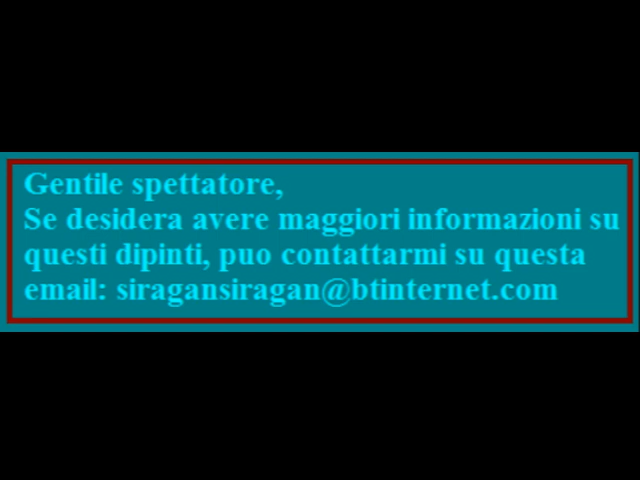 Gentile spettatore,
Se desidera avere maggiori informazioni su
questi dipinti, puo contattarmi su questa
email: siragansiragan@btinternet.com